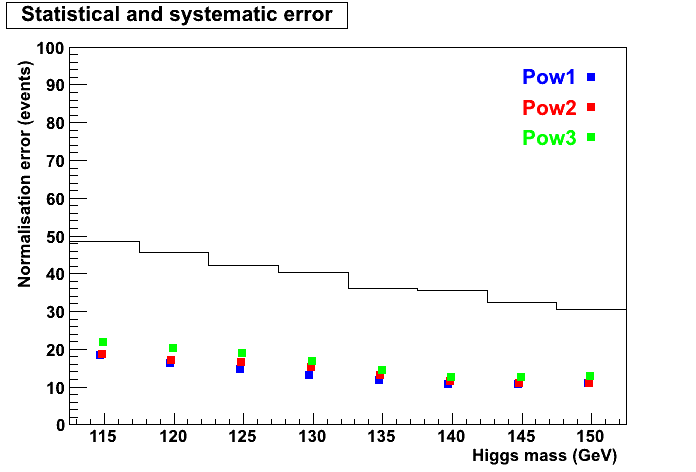 Statistical and systematic error
Normalisation error (events)
100
90
80
70
60
50
40
30
20
10
0
Pow1
Pow2
Pow3
115 120 125 130 135 140 145 150
Higgs mass (GeV)